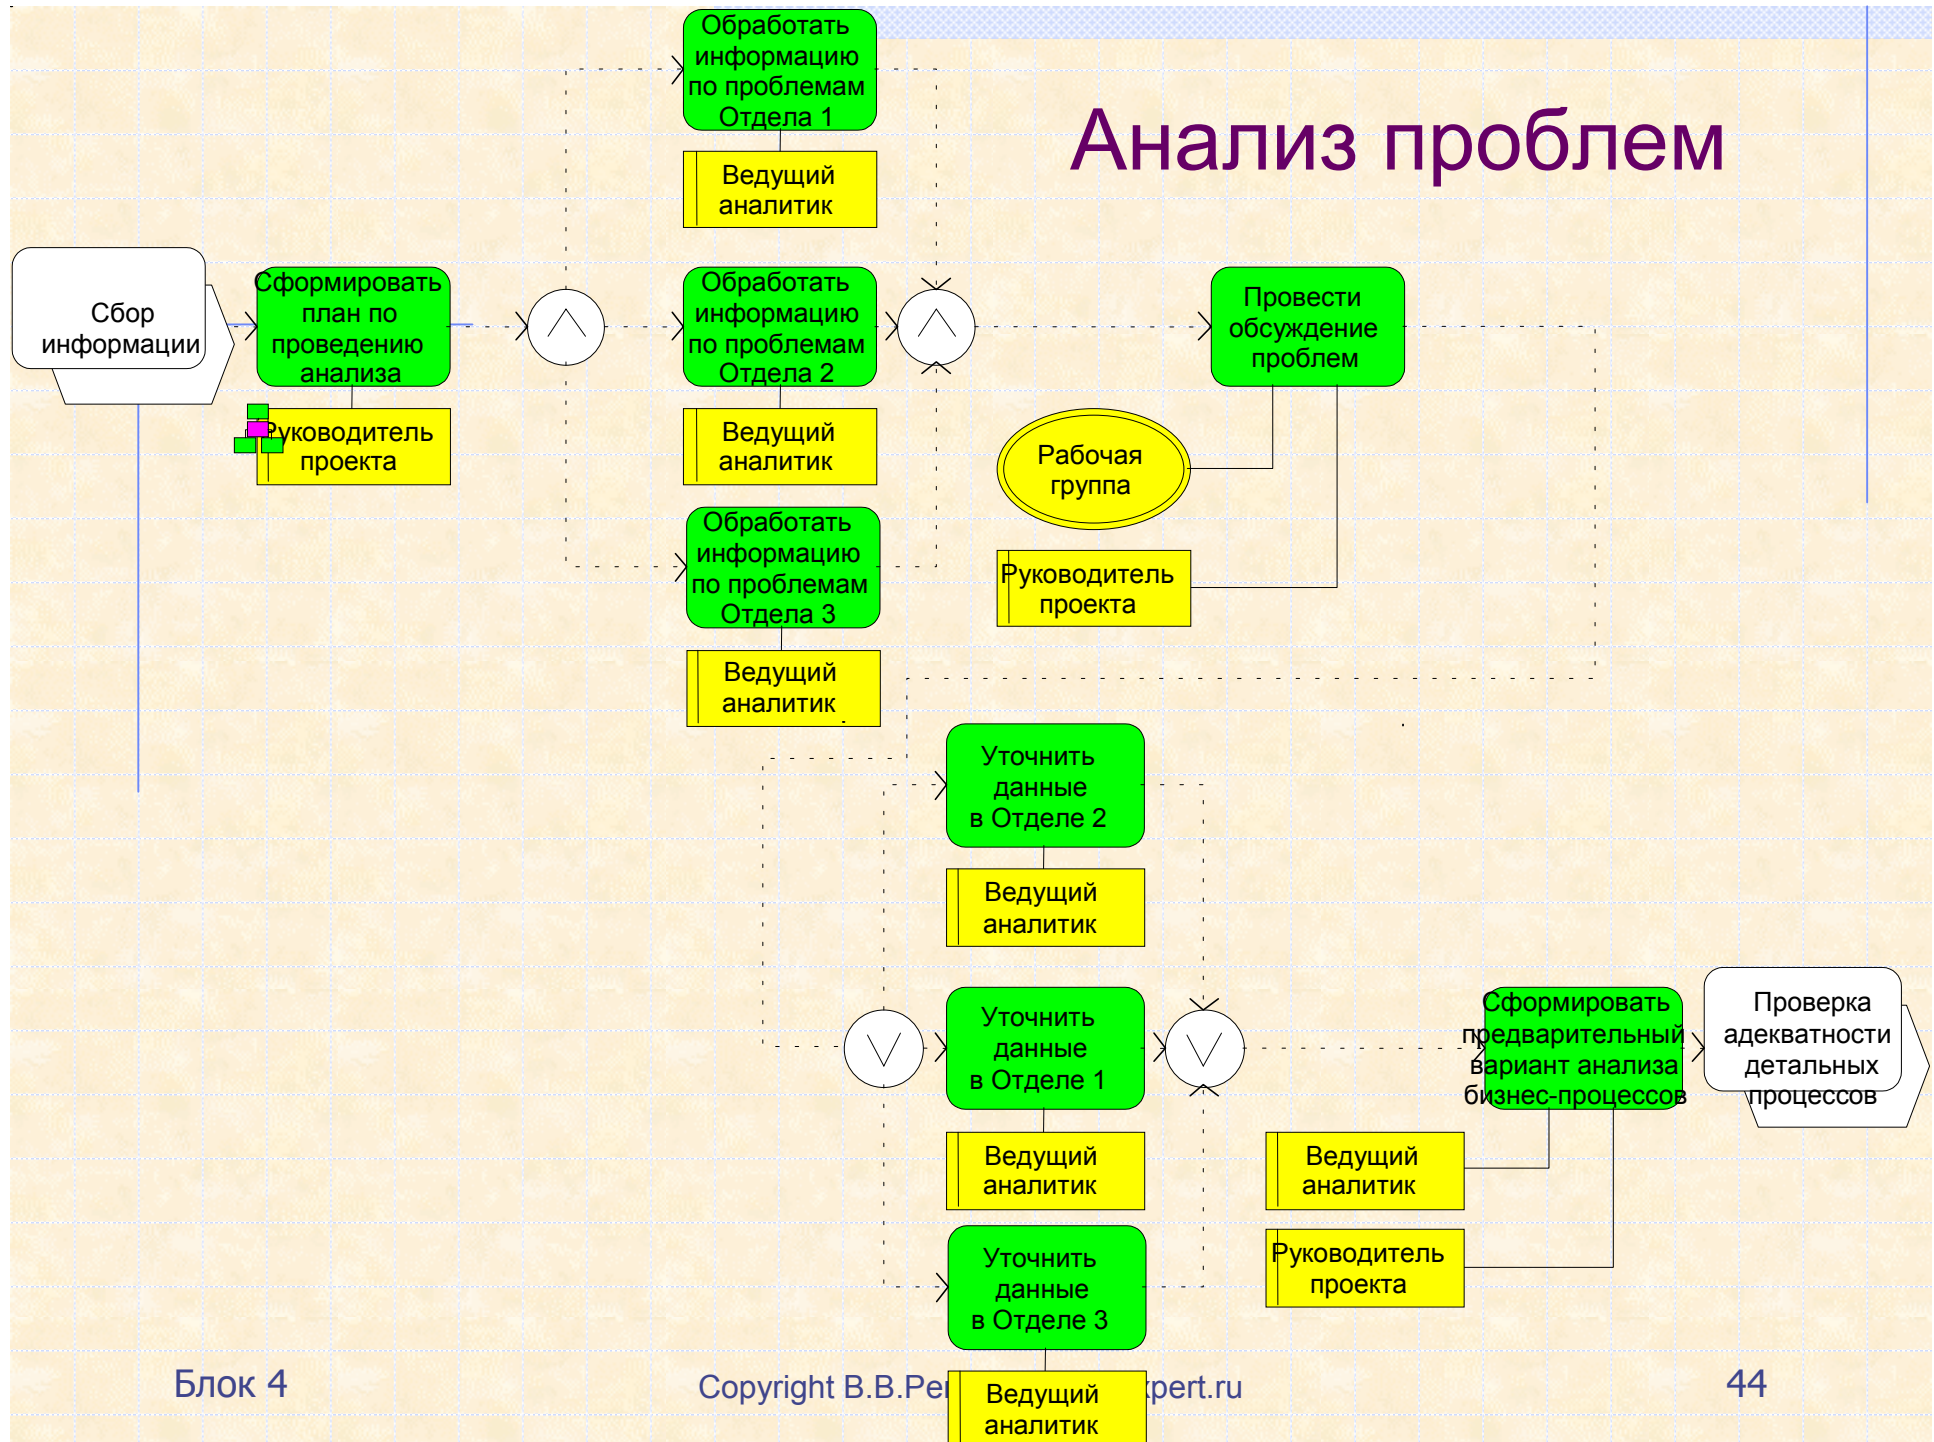 Анализ проблем
Обработать
информацию
по проблемам
Отдела 1
Ведущий
аналитик
Сбор
информации
Сформировать
план по
проведению
анализа
Руководитель
проекта
Обработать
информацию
по проблемам
Отдела 2
Ведущий
аналитик
Обработать
информацию
по проблемам
Отдела 3
Ведущий
аналитик
Провести
обсуждение
проблем
Рабочая
группа
Руководитель
проекта
Уточнить
данные
в Отделе 2
Ведущий
аналитик
Уточнить
данные
в Отделе 1
Ведущий
аналитик
Уточнить
данные
в Отделе 3
Ведущий
аналитик
Сформировать
предварительный
вариант анализа
бизнес-процессов
Ведущий
аналитик
Руководитель
проекта
Проверка
адекватности
детальных
процессов
Блок 4
Copyright
44